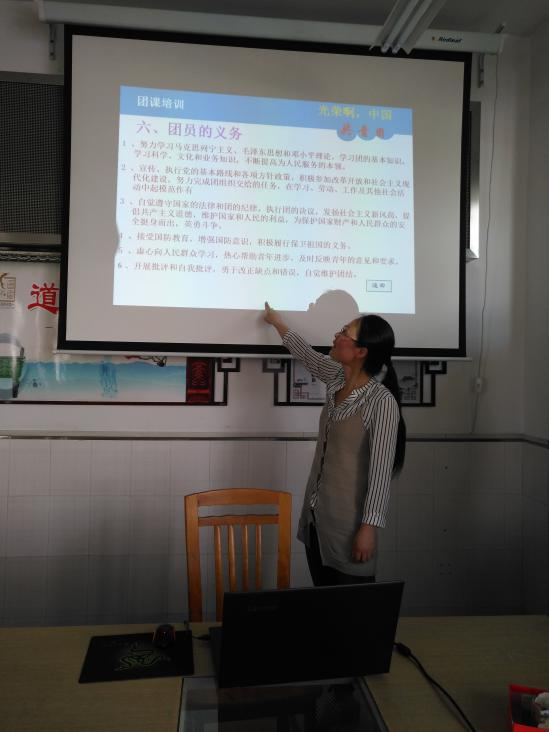 Redleaf
团课培训
光荣啊，中国
共青团
六、团员的义务
1、努力学习马克思列宁主义、毛泽东思想和邓小平理论，学习团的基本知识，
学习科学、文化和业务知识，不断提高为人民服务的本领。
2、宣传、执行党的基本路线和各项方针政策，积极参加改革开放和社会主义现
代化建设，努力完成团组织交给的任务，在学习、劳动、工作及其他社会活
动中起模范作有
3、自觉遵守国家的法律和团的纪律，执行团的决议，发扬社会主义新风尚，提
倡共产主义道德，维护国家和人民的利益，为保护国家财产和人民群众的安
全挺身而出，英勇斗争。
4、接受国防教育，增强国防意识，积极履行保卫祖国的义务。
5、虚心向人民群众学习，热心帮助青年进步，及时反映青年的意见和要求。
6、开展批评和自我批评，勇于改正缺点和错误，自觉维护团结。
返回
道
Lenovo